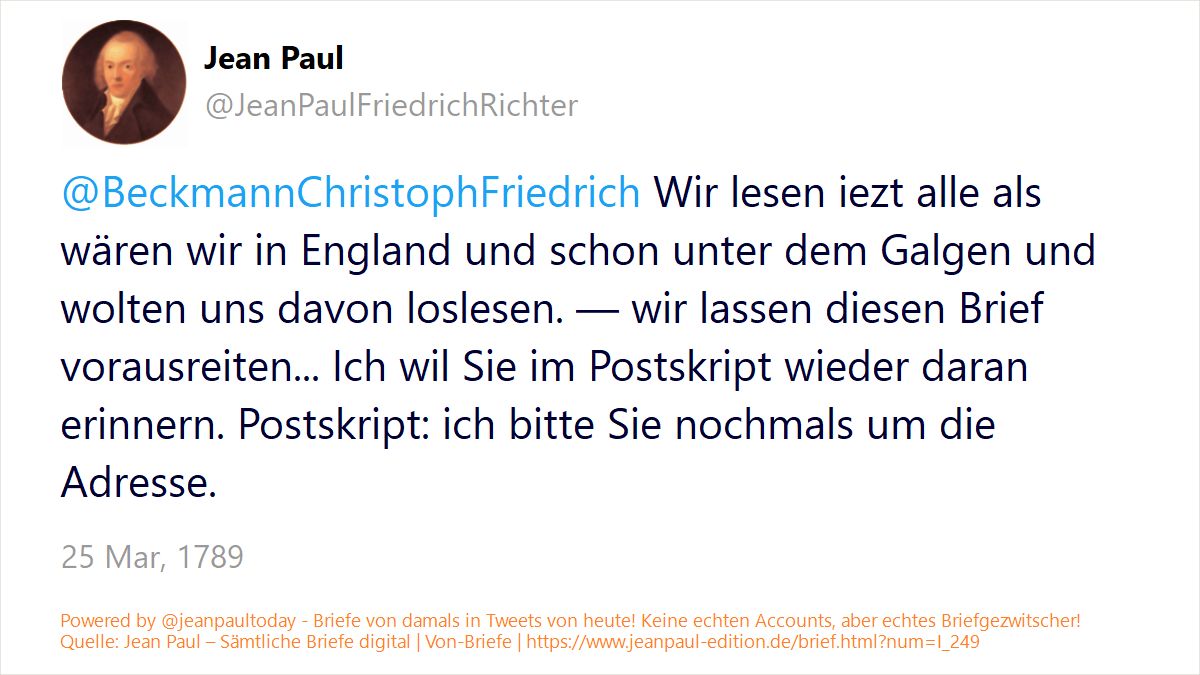 Jean Paul
@JeanPaulFriedrichRichter
@BeckmannChristophFriedrich Wir lesen iezt alle als
wären wir in England und schon unter dem Galgen und
wolten uns davon loslesen. — wir lassen diesen Brief
vorausreiten... Ich wil Sie im Postskript wieder daran
erinnern. Postskript: ich bitte Sie nochmals um die
Adresse.
25 Mar, 1789
Powered by @jeanpaultoday - Briefe von damals in Tweets von heute! Keine echten Accounts, aber echtes Briefgezwitscher!
Quelle: Jean Paul – Sämtliche Briefe digital | Von-Briefe | https://www.jeanpaul-edition.de/brief.html?num=I_249